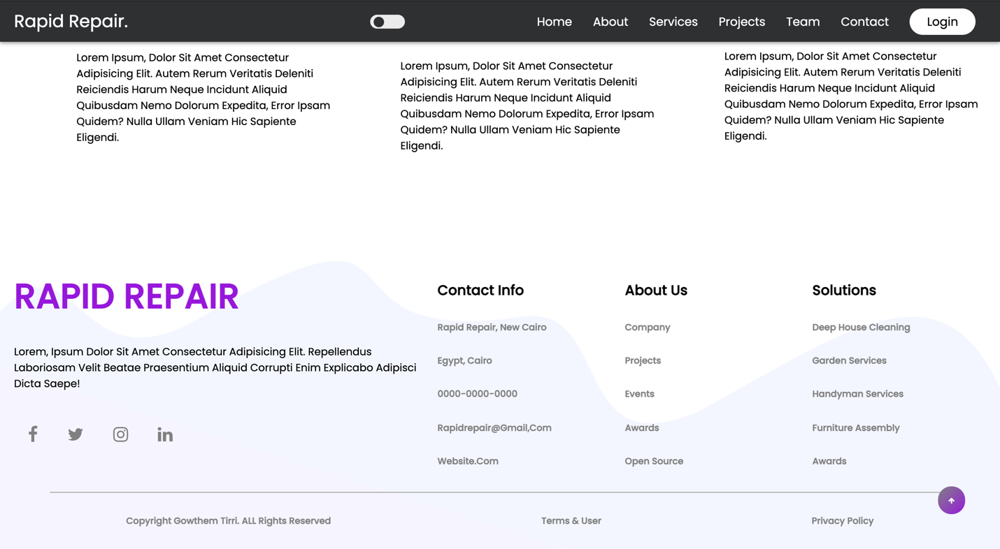 Rapid Repair.
Home About Services Projects Team Contact Login
Lorem Ipsum, Dolor Sit Amet Consectetur
Adipisicing Elit. Autem Rerum Veritatis Deleniti
Reiciendis Harum Neque Incidunt Aliquid
Quibusdam Nemo Dolorum Expedita, Error Ipsam
Quidem? Nulla Ullam Veniam Hic Sapiente
Eligendi.
Lorem Ipsum, Dolor Sit Amet Consectetur
Adipisicing Elit. Autem Rerum Veritatis Deleniti
Reiciendis Harum Neque Incidunt Aliquid
Quibusdam Nemo Dolorum Expedita, Error Ipsam
Quidem? Nulla Ullam Veniam Hic Sapiente
Eligendi.
Lorem Ipsum, Dolor Sit Amet Consectetur
Adipisicing Elit. Autem Rerum Veritatis Deleniti
Reiciendis Harum Neque Incidunt Aliquid
Quibusdam Nemo Dolorum Expedita, Error Ipsam
Quidem? Nulla Ullam Veniam Hic Sapiente
Eligendi.
RAPID REPAIR
Lorem, Ipsum Dolor Sit Amet Consectetur Adipisicing Elit. Repellendus
Laboriosam Velit Beatae Praesentium Aliquid Corrupti Enim Explicabo Adipisci
Dicta Saepe!
Contact Info
Rapid Repair, New Cairo
Egypt, Cairo
0000-0000-0000
Rapidrepair@Gmail,Com
Website.Com
About Us
Company
Projects
Events
Awards
Open Source
Solutions
Deep House Cleaning
Garden Services
Handyman Services
Furniture Assembly
Awards
Copyright Gowthem Tirri. ALL Rights Reserved
Terms & User
Privacy Policy